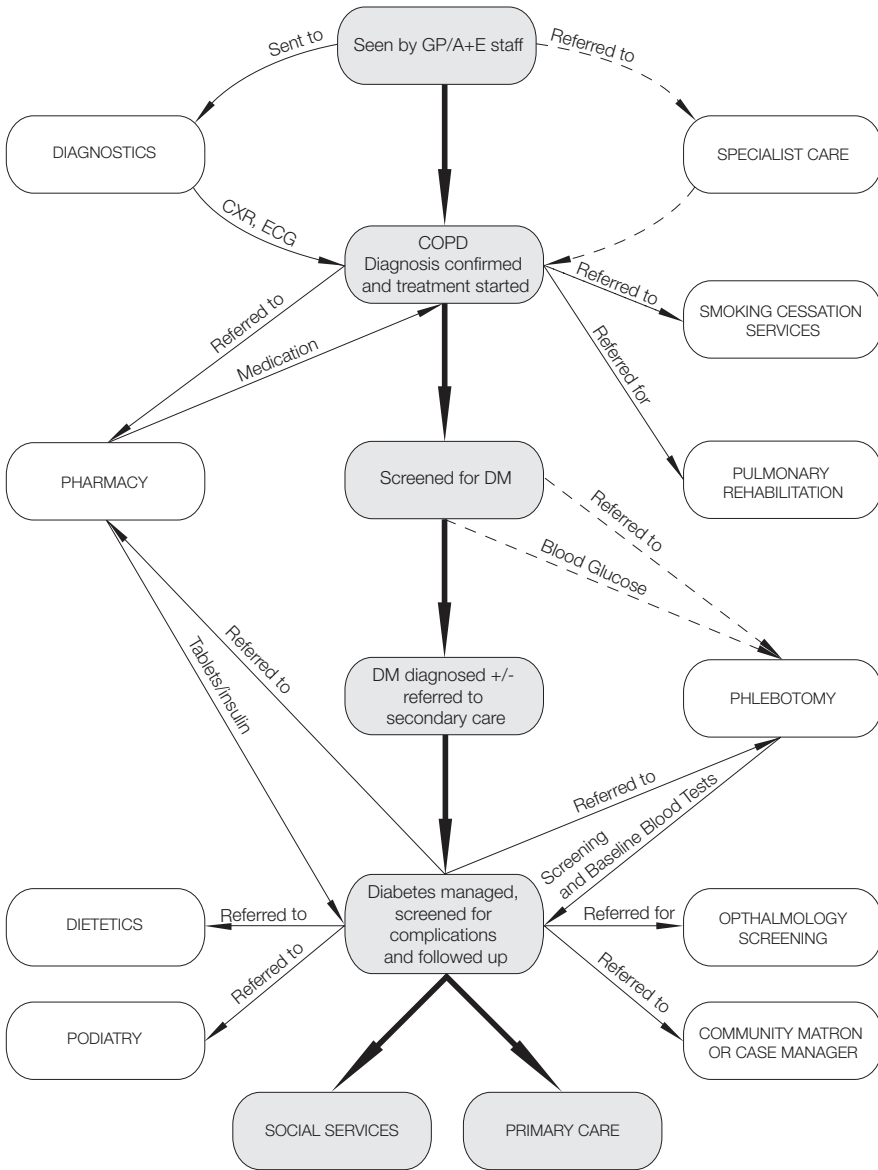 Seen by GP/A+E staff
Sent to
Referred to
DIAGNOSTICS
SPECIALIST CARE
CXR, ECG
COPD
Diagnosis confirmed
and treatment started
Referred to
Referred to
Medication
Referred for
SMOKING CESSATION
SERVICES
PHARMACY
Screened for DM
PULMONARY
REHABILITATION
Referred to
Blood Glucose
Tablets/insulin
Referred to
DM diagnosed +/-
referred to
secondary care
PHLEBOTOMY
Referred to
Screening
and Baseline Blood Tests
Diabetes managed,
screened for
complications
and followed up
DIETETICS
Referred to
Referred for
OPTHALMOLOGY
SCREENING
Referred to
Referred to
PODIATRY
COMMUNITY MATRON
OR CASE MANAGER
SOCIAL SERVICES
PRIMARY CARE